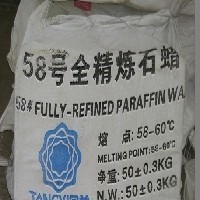 58号全精炼石蜡
58# FULLY-REFINED PARAFFIN WAX
熔 点: 58-60℃
MELTING POINT: 58-60℃
净重: 50±0.3KG
N.W.: 50±0.3KG